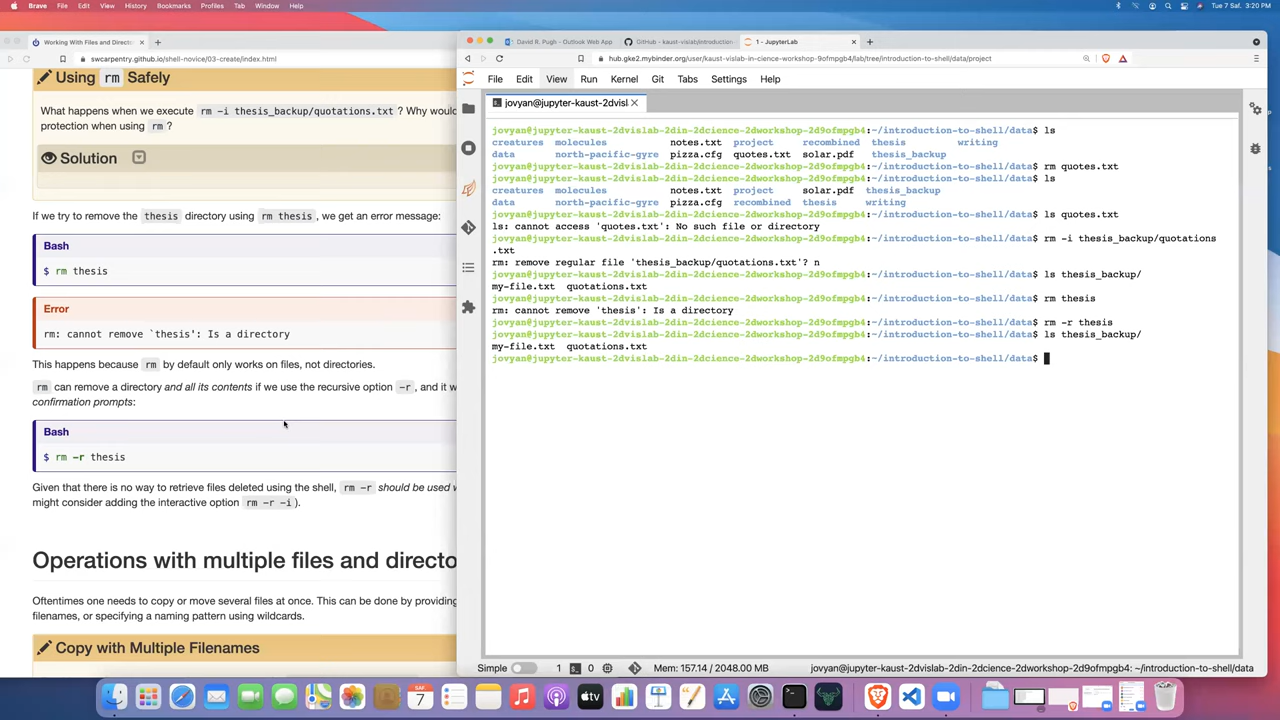 Brave File Edit View History Bookmarks Profiles Tab Window Help Tue 7 Saf. 3:20 PM
Working With Files and Director
swcarpentry.github.io/shell-novice/03-create/index.html
Using rm Safely
What happens when we execute rm -i thesis_backup/quotations.txt ? Why would
protection when using rm ?
Solution
If we try to remove the thesis directory using rm thesis, we get an error message:
Bash
$ rm thesis
Error
rm: cannot remove `thesis': Is a directory
This happens because rm by default only works on files, not directories.
rm can remove a directory and all its contents if we use the recursive option -r, and it w
confirmation prompts:
Bash
$ rm -r thesis
Given that there is no way to retrieve files deleted using the shell, rm -r should be used w
might consider adding the interactive option rm -r -i).
Operations with multiple files and directo
Oftentimes one needs to copy or move several files at once. This can be done by providing
filenames, or specifying a naming pattern using wildcards.
Copy with Multiple Filenames
David R. Pugh - Outlook Web App
GitHub - kaust-vislab/introduction
1 - JupyterLab
hub.gke2.mybinder.org/user/kaust-vislab-in-cience-workshop-9ofmpgb4/lab/tree/introduction-to-shell/data/project
File Edit View Run Kernel Git Tabs Settings Help
jovyan@jupyter-kaust-2dvisl
jovyan@jupyter-kaust-2dvislab-2din-2dcience-2dworkshop-2d9ofmpgb4:~/introduction-to-shell/data$ ls
creatures molecules notes.txt project recombined thesis writing
data north-pacific-gyre pizza.cfg quotes.txt solar.pdf thesis_backup
jovyan@jupyter-kaust-2dvislab-2din-2dcience-2dworkshop-2d9ofmpgb4:~/introduction-to-shell/data$ rm quotes.txt
jovyan@jupyter-kaust-2dvislab-2din-2dcience-2dworkshop-2d9ofmpgb4:~/introduction-to-shell/data$ ls
creatures molecules notes.txt project solar.pdf thesis_backup
data north-pacific-gyre pizza.cfg recombined thesis writing
jovyan@jupyter-kaust-2dvislab-2din-2dcience-2dworkshop-2d9ofmpgb4:~/introduction-to-shell/data$ ls quotes.txt
ls: cannot access 'quotes.txt': No such file or directory
jovyan@jupyter-kaust-2dvislab-2din-2dcience-2dworkshop-2d9ofmpgb4:~/introduction-to-shell/data$ rm -i thesis_backup/quotations
.txt
rm: remove regular file 'thesis_backup/quotations.txt'? n
jovyan@jupyter-kaust-2dvislab-2din-2dcience-2dworkshop-2d9ofmpgb4:~/introduction-to-shell/data$ ls thesis_backup/
my-file.txt quotations.txt
jovyan@jupyter-kaust-2dvislab-2din-2dcience-2dworkshop-2d9ofmpgb4:~/introduction-to-shell/data$ rm thesis
rm: cannot remove 'thesis': Is a directory
jovyan@jupyter-kaust-2dvislab-2din-2dcience-2dworkshop-2d9ofmpgb4:~/introduction-to-shell/data$ rm -r thesis
jovyan@jupyter-kaust-2dvislab-2din-2dcience-2dworkshop-2d9ofmpgb4:~/introduction-to-shell/data$ ls thesis_backup/
my-file.txt quotations.txt
jovyan@jupyter-kaust-2dvislab-2din-2dcience-2dworkshop-2d9ofmpgb4:~/introduction-to-shell/data$
Simple 1 0 Mem: 157.14 / 2048.00 MB jovyan@jupyter-kaust-2dvislab-2din-2dcience-2dworkshop-2d9ofmpgb4: ~/introduction-to-shell/data
SAF.
7
tv